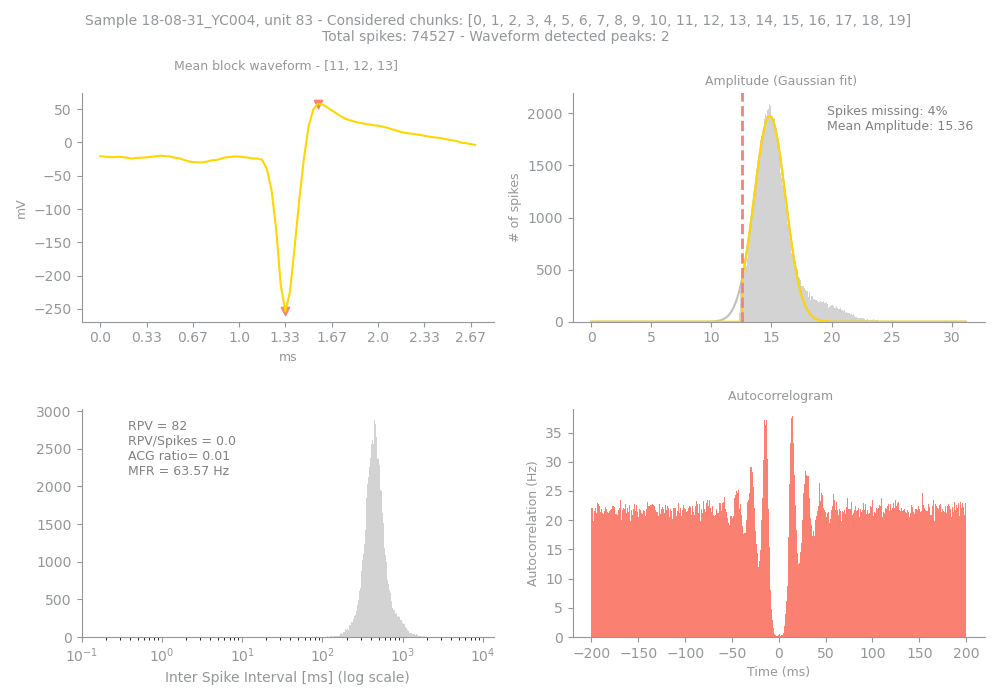 Sample 18-08-31_YC004, unit 83 - Considered chunks: [0, 1, 2, 3, 4, 5, 6, 7, 8, 9, 10, 11, 12, 13, 14, 15, 16, 17, 18, 19]
Total spikes: 74527 - Waveform detected peaks: 2
Mean block waveform - [11, 12, 13]
50
0
−50
−100
−150
−200
−250
mV
0.0 0.33 0.67 1.0 1.33 1.67 2.0 2.33 2.67
ms
Amplitude (Gaussian fit)
Spikes missing: 4%
Mean Amplitude: 15.36
2000
1500
1000
500
0
# of spikes
0 5 10 15 20 25 30
3000
2500
2000
1500
1000
500
0
RPV = 82
RPV/Spikes = 0.0
ACG ratio= 0.01
MFR = 63.57 Hz
10⁻¹ 10⁰ 10¹ 10² 10³ 10⁴
Inter Spike Interval [ms] (log scale)
Autocorrelogram
35
30
25
20
15
10
5
0
Autocorrelation (Hz)
−200 −150 −100 −50 0 50 100 150 200
Time (ms)